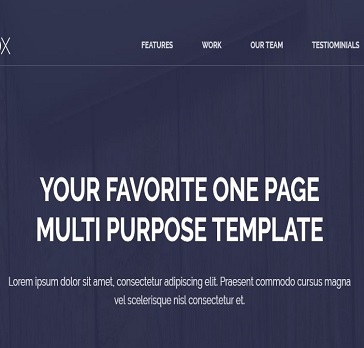 FEATURES WORK OUR TEAM TESTIOMINIALS
YOUR FAVORITE ONE PAGE
MULTI PURPOSE TEMPLATE
Lorem ipsum dolor sit amet, consectetur adipiscing elit. Praesent commodo cursus magna
vel scelerisque nisl consectetur et.